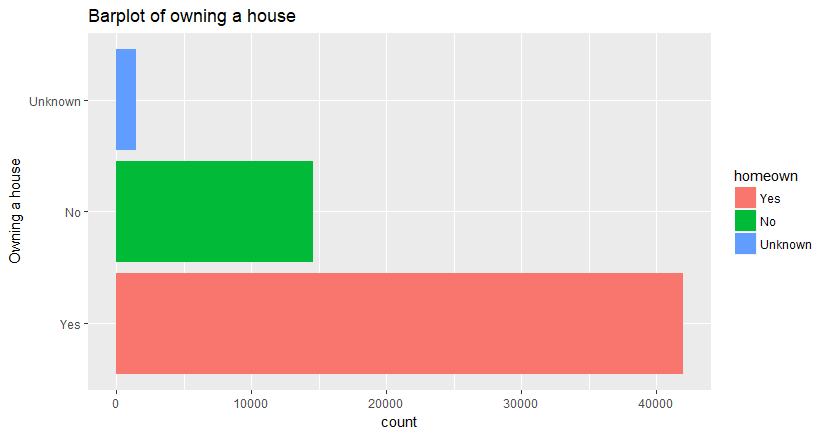 Barplot of owning a house
Owning a house
Unknown
No
Yes
0 10000 20000 30000 40000
count
homeown
Yes
No
Unknown